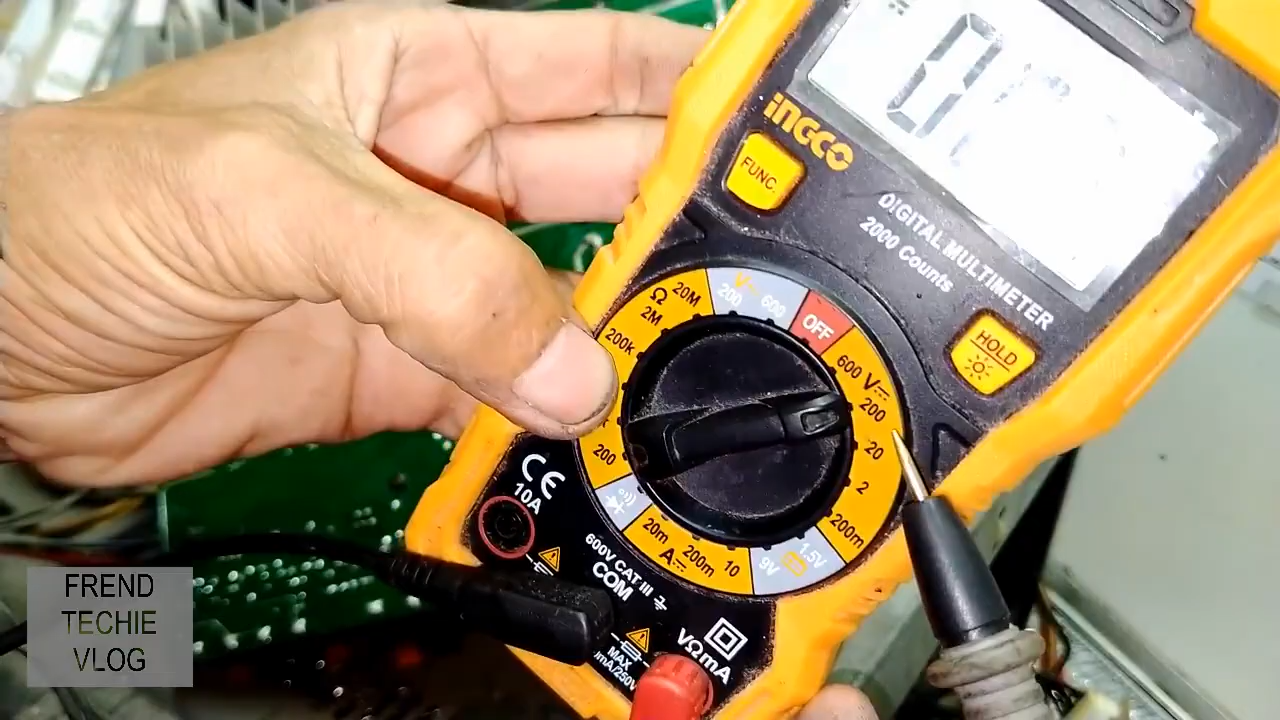 INGCO
FUNC.
DIGITAL MULTIMETER
2000 Counts
HOLD
OFF
600 V
200
20
2
200m
1.5V
9V
10
200m
20m
A
200
200k
2M
Ω
20M
200
V
600
CE
10A
600V CAT III
COM
VΩmA
MAX
mA/250V
FREND
TECHIE
VLOG